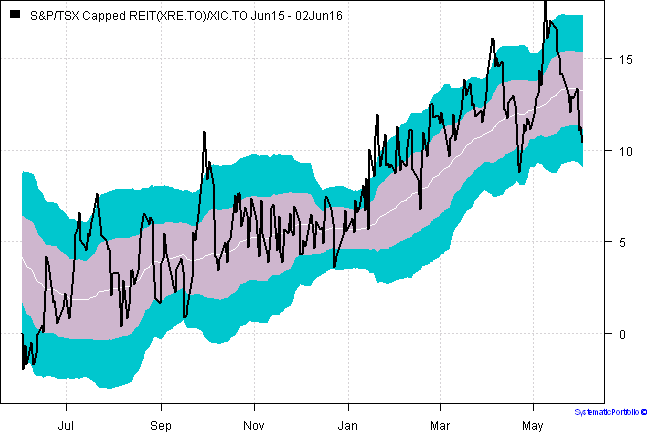 S&P/TSX Capped REIT(XRE.TO)/XIC.TO Jun15 - 02Jun16
15
10
5
0
Jul Sep Nov Jan Mar May
SystematicPortfolio ©